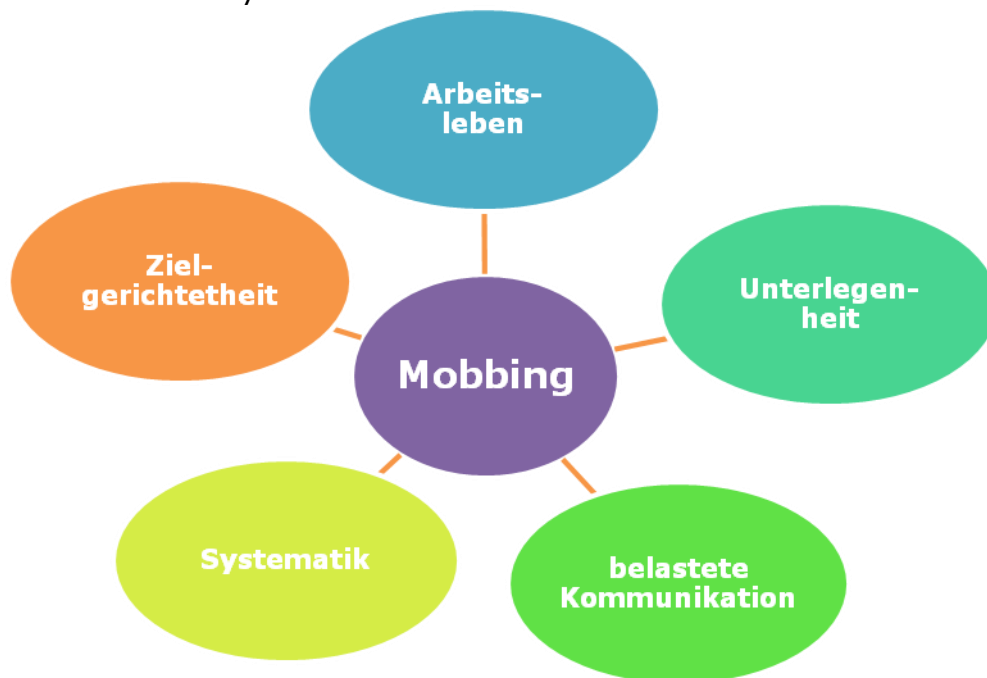 Arbeits-
leben
Ziel-
gerichtetheit
Unterlegen-
heit
Mobbing
Systematik
belastete
Kommunikation